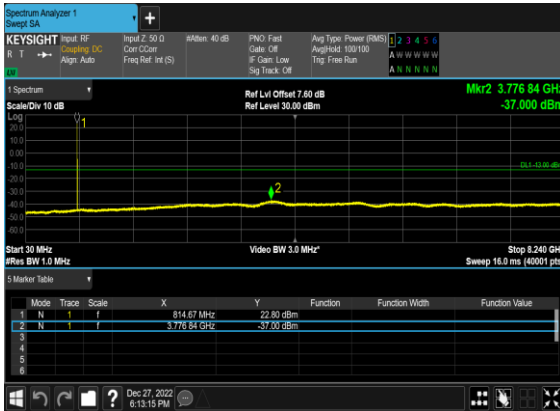 Spectrum Analyzer 1
Swept SA
+
KEYSIGHT Input: RF Input Z: 50 Ω #Atten: 40 dB PNO: Fast Avg Type: Power (RMS) 1 2 3 4 5 6
R T Coupling: DC Corr CCorr Gate: Off Avg|Hold: 100/100 A W W W W W
Align: Auto Freq Ref: Int (S) IF Gain: Low Trig: Free Run
Sig Track: Off A N N N N N
1 Spectrum Ref Lvl Offset 7.60 dB Mkr2 3.776 84 GHz
Scale/Div 10 dB Ref Level 30.00 dBm -37.000 dBm
Log
20.0
10.0
0.00
-10.0
DL1 -13.00 dBm
-20.0
-30.0
-40.0
-50.0
-60.0
1
2
Start 30 MHz Video BW 3.0 MHz* Stop 8.240 GH
#Res BW 1.0 MHz Sweep 16.0 ms (40001 pts
5 Marker Table
Mode Trace Scale X Y Function Function Width Function Value
1 N 1 f 814.67 MHz 22.80 dBm
2 N 1 f 3.776 84 GHz -37.00 dBm
3
4
5
6
? Dec 27, 2022
6:13:15 PM